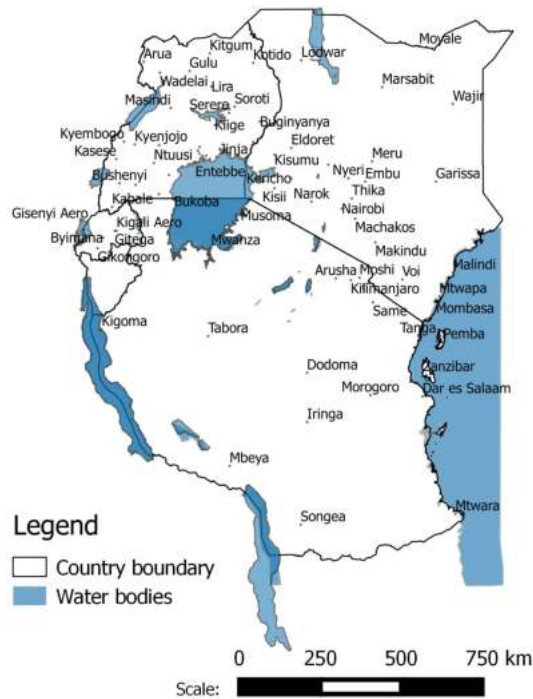 Moyale
Kitgum
Arua
Kotido
Lodwar
Gulu
Marsabit
Wadelai
Lira
Wajir
Masindi
Soroti
Serere
Kiige
Buginyanya
Kyembogo
Kyenjojo
Eldoret
Jinja
Kasese
Ntuusi
Kisumu
Meru
Nyeri
Embu
Entebbe
Bushenyi
Kericho
Garissa
Thika
Kabale
Kisii
Narok
Bukoba
Nairobi
Gisenyi Aero
Musoma
Kigali Aero
Machakos
Byimana
Gitega
Mwanza
Makindu
Gikongoro
Malindi
Arusha
Moshi
Voi
Kilimanjaro
Mtwapa
Mombasa
Same
Kigoma
Tabora
Tanga
Pemba
Dodoma
Zanzibar
Morogoro
Dar es Salaam
Iringa
Mbeya
Mtwara
Songea
Legend
Country boundary
Water bodies
0 250 500 750 km
Scale: